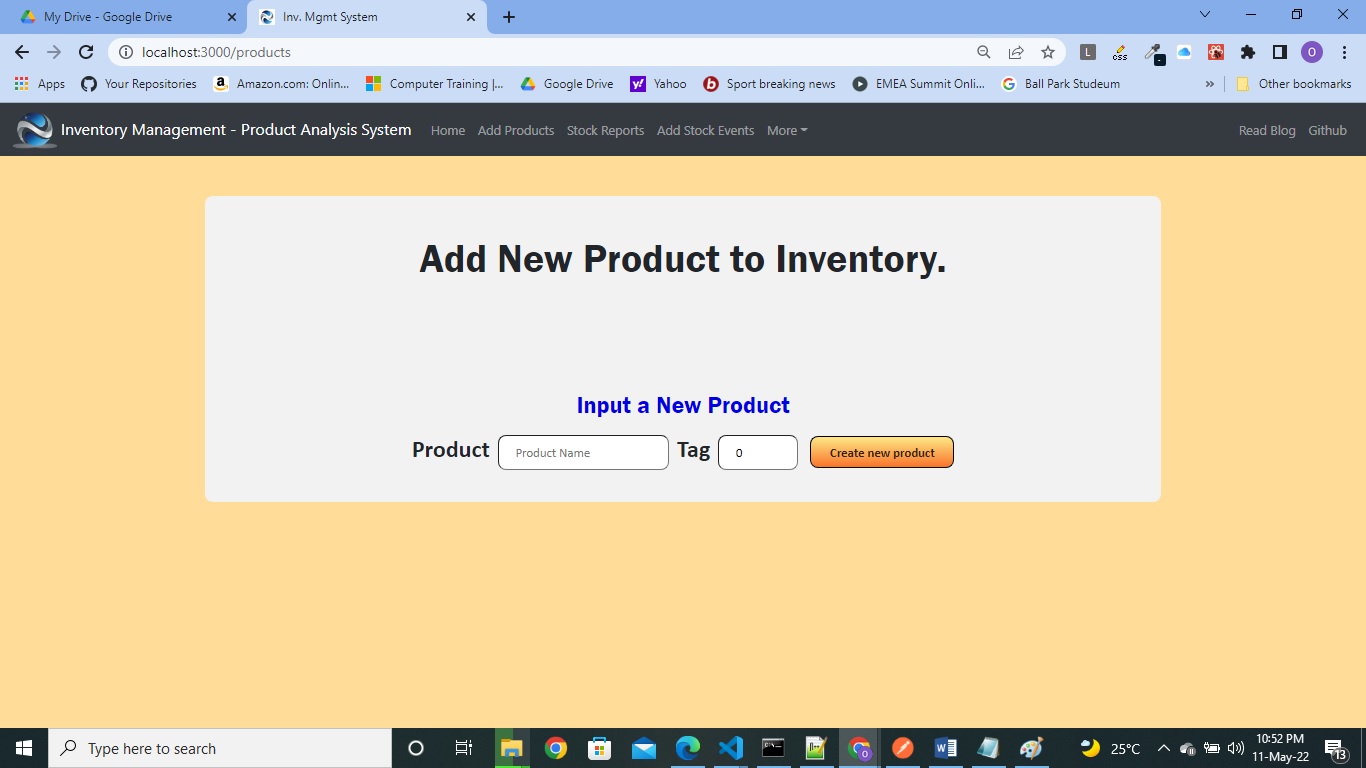 My Drive - Google Drive
Inv. Mgmt System
localhost:3000/products
L
css
O
Apps
Your Repositories
Amazon.com: Onlin...
Computer Training |...
Google Drive
Yahoo
Sport breaking news
EMEA Summit Onli...
Ball Park Studeum
»
Other bookmarks
Inventory Management - Product Analysis System
Home
Add Products
Stock Reports
Add Stock Events
More
Read Blog
Github
Add New Product to Inventory.
Input a New Product
Product Product Name Tag 0 Create new product
Type here to search
25°C
10:52 PM
11-May-22
13